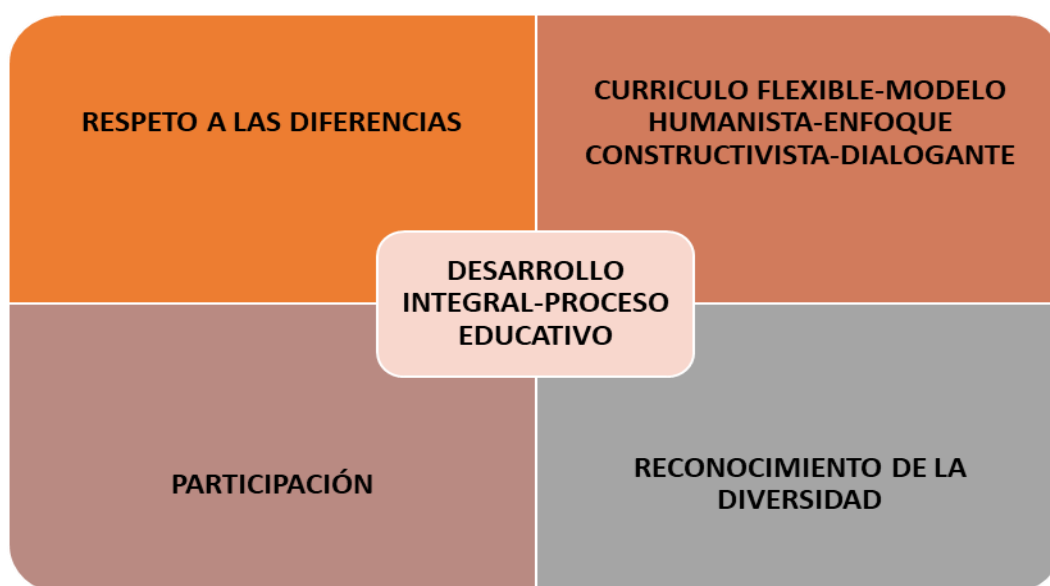 RESPETO A LAS DIFERENCIAS
CURRICULO FLEXIBLE-MODELO
HUMANISTA-ENFOQUE
CONSTRUCTIVISTA-DIALOGANTE
DESARROLLO
INTEGRAL-PROCESO
EDUCATIVO
PARTICIPACIÓN
RECONOCIMIENTO DE LA
DIVERSIDAD